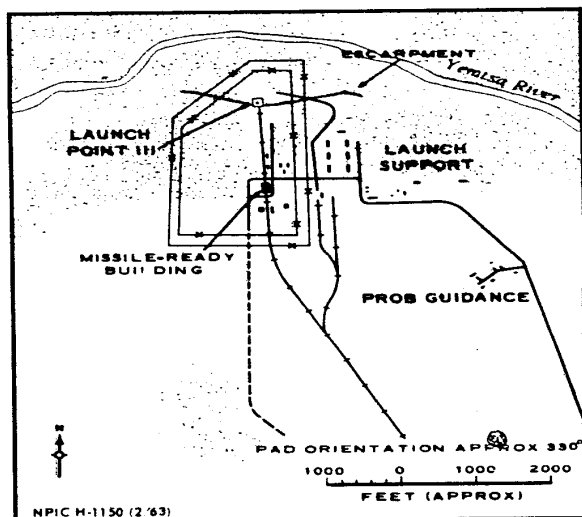 ESCARPMENT
Yemtsa River
LAUNCH
POINT III
LAUNCH
SUPPORT
MISSILE-READY
BUILDING
PROB GUIDANCE
N
PAD ORIENTATION APPROX 330°
1000 0 1000 2000
FEET (APPROX)
NPIC H-1150 (2/63)